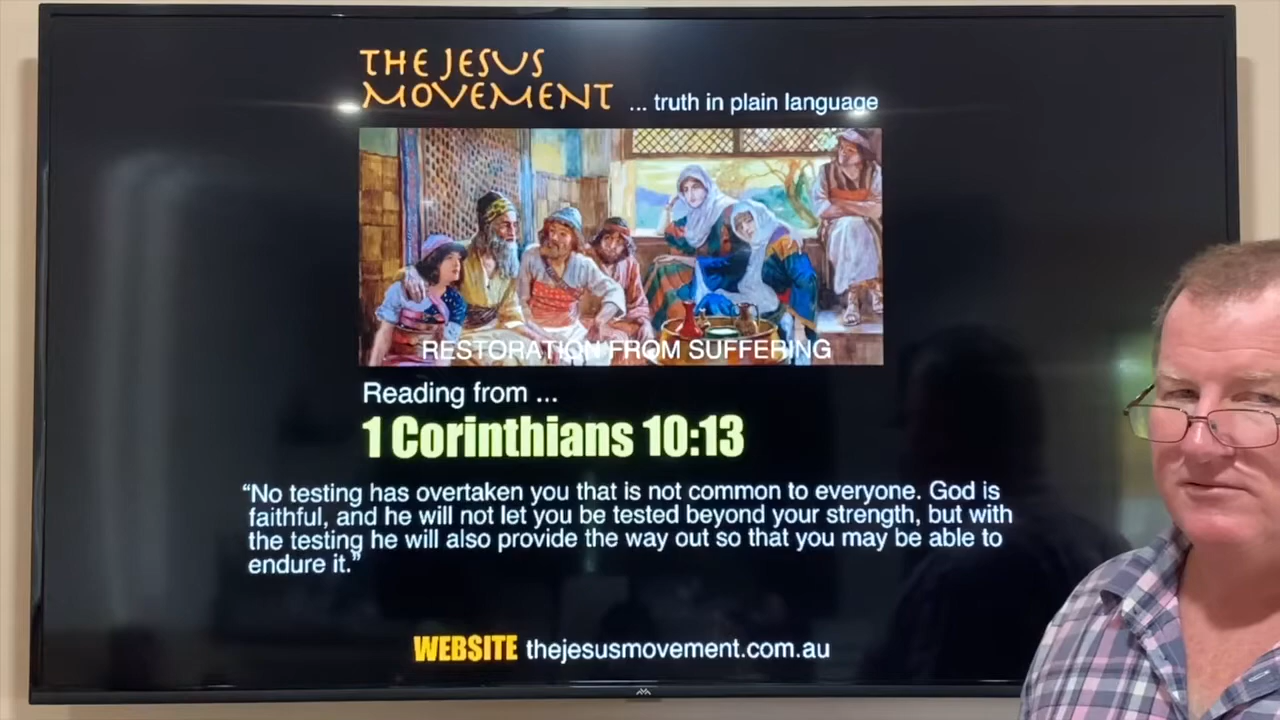 THE JESUS
MOVEMENT ... truth in plain language
RESTORATION FROM SUFFERING
Reading from ...
1 Corinthians 10:13
“No testing has overtaken you that is not common to everyone. God is
faithful, and he will not let you be tested beyond your strength, but with
the testing he will also provide the way out so that you may be able to
endure it.”
WEBSITE thejesusmovement.com.au